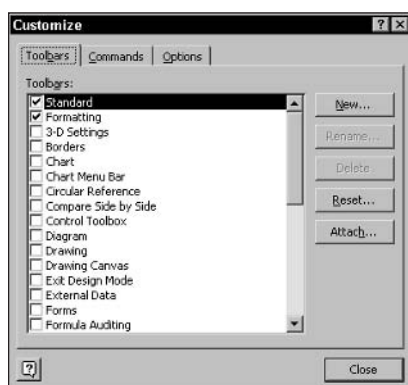 Customize
Toolbars Commands Options
Toolbars:
Standard
Formatting
3-D Settings
Borders
Chart
Chart Menu Bar
Circular Reference
Compare Side by Side
Control Toolbox
Diagram
Drawing
Drawing Canvas
Exit Design Mode
External Data
Forms
Formula Auditing
New...
Rename...
Delete
Reset...
Attach...
Close